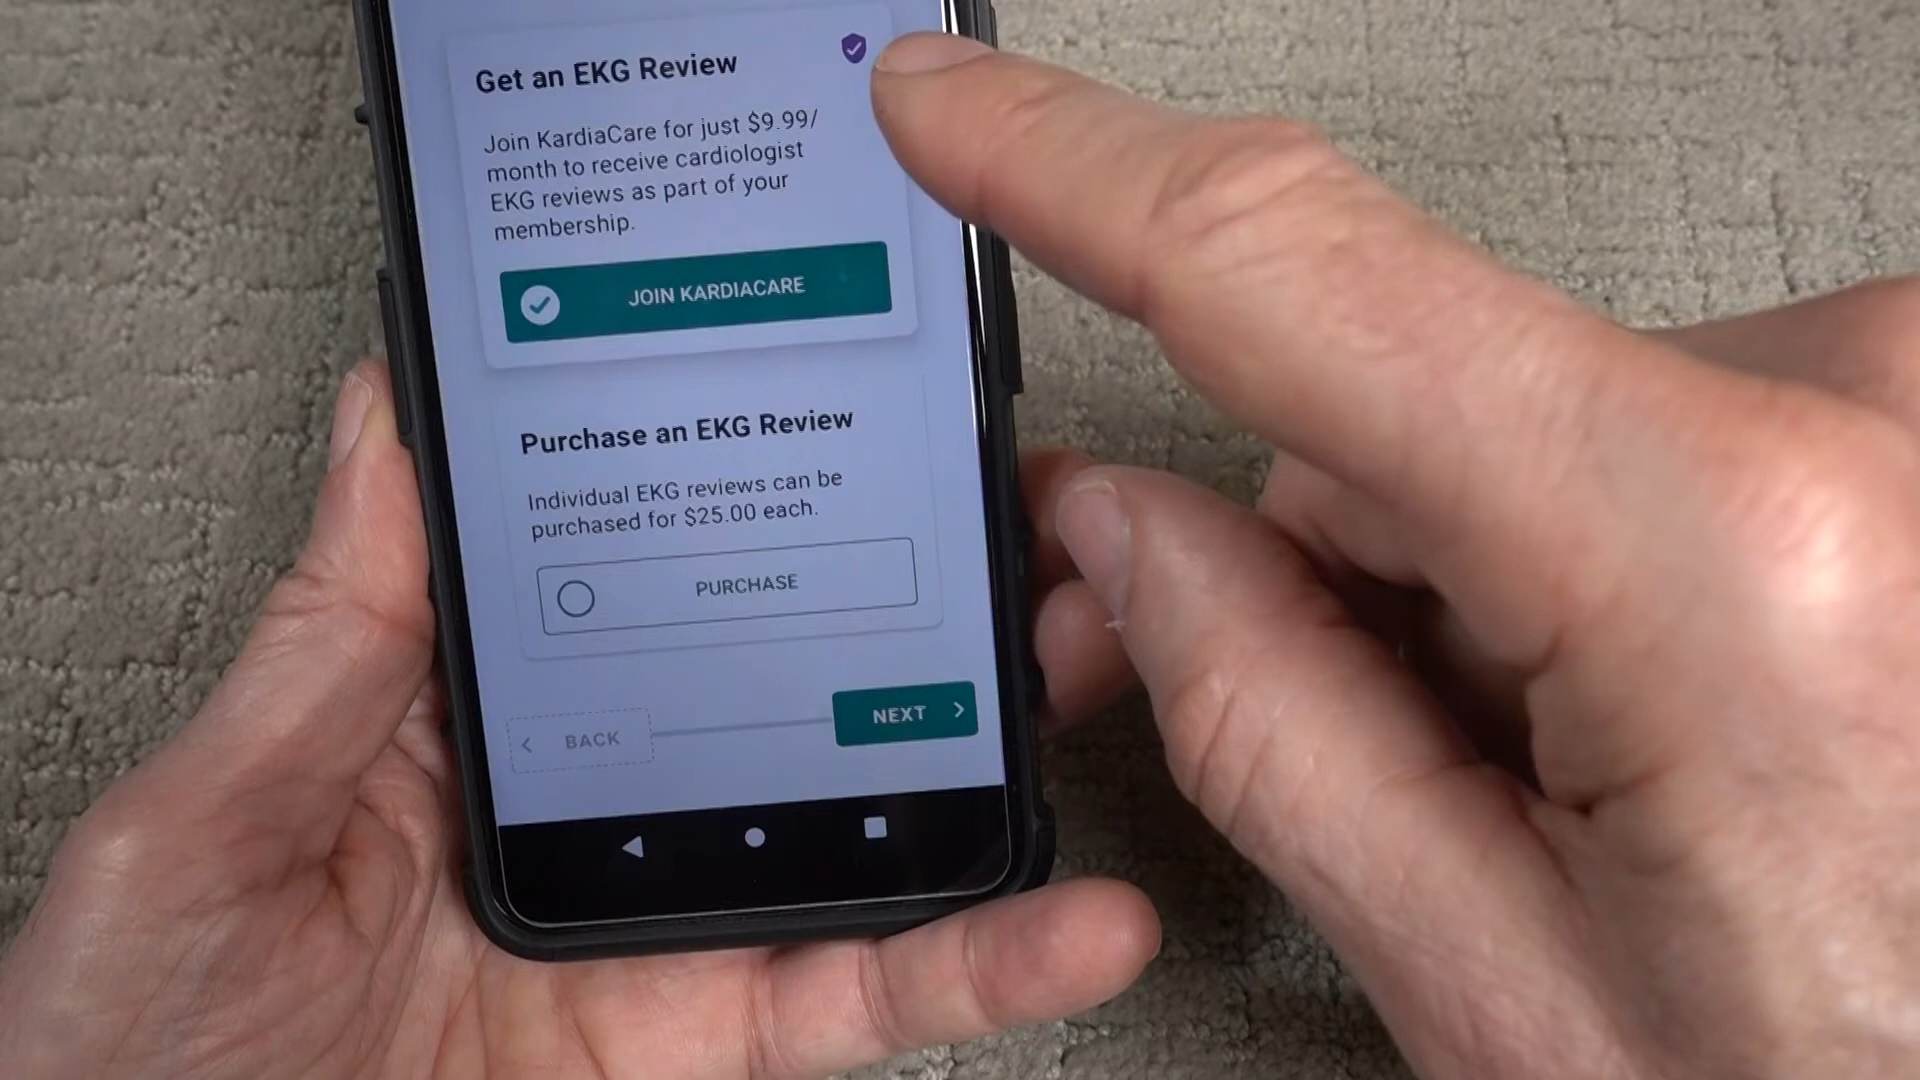 Get an EKG Review
Join KardiaCare for just $9.99/
month to receive cardiologist
EKG reviews as part of your
membership.
JOIN KARDIACARE
Purchase an EKG Review
Individual EKG reviews can be
purchased for $25.00 each.
PURCHASE
BACK
NEXT